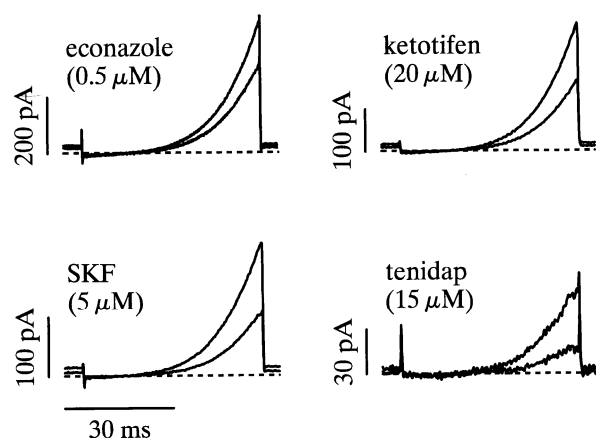 econazole
(0.5 μM)
200 pA
ketotifen
(20 μM)
100 pA
SKF
(5 μM)
100 pA
tenidap
(15 μM)
30 pA
30 ms